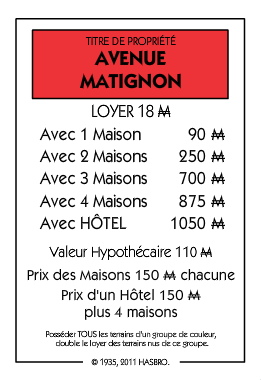 TITRE DE PROPRIÉTÉ
AVENUE
MATIGNON
LOYER 18 ₩
Avec 1 Maison 90 ₩
Avec 2 Maisons 250 ₩
Avec 3 Maisons 700 ₩
Avec 4 Maisons 875 ₩
Avec HÔTEL 1050 ₩
Valeur Hypothécaire 110 ₩
Prix des Maisons 150 ₩ chacune
Prix d'un Hôtel 150 ₩
plus 4 maisons
Posséder TOUS les terrains d'un groupe de couleur,
double le loyer des terrains nus de ce groupe.
© 1935, 2011 HASBRO.